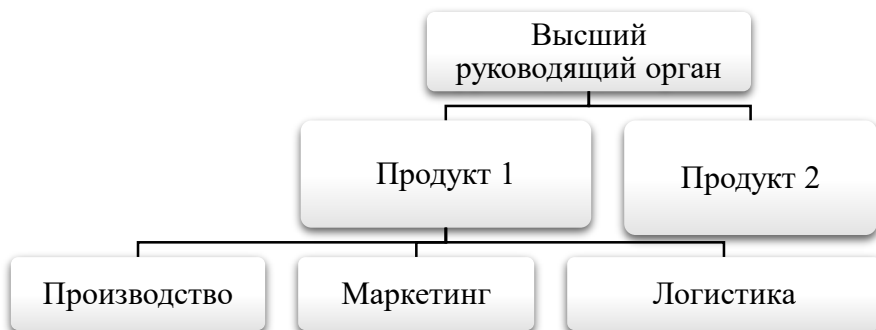 Высший
руководящий орган
Продукт 1
Продукт 2
Производство
Маркетинг
Логистика